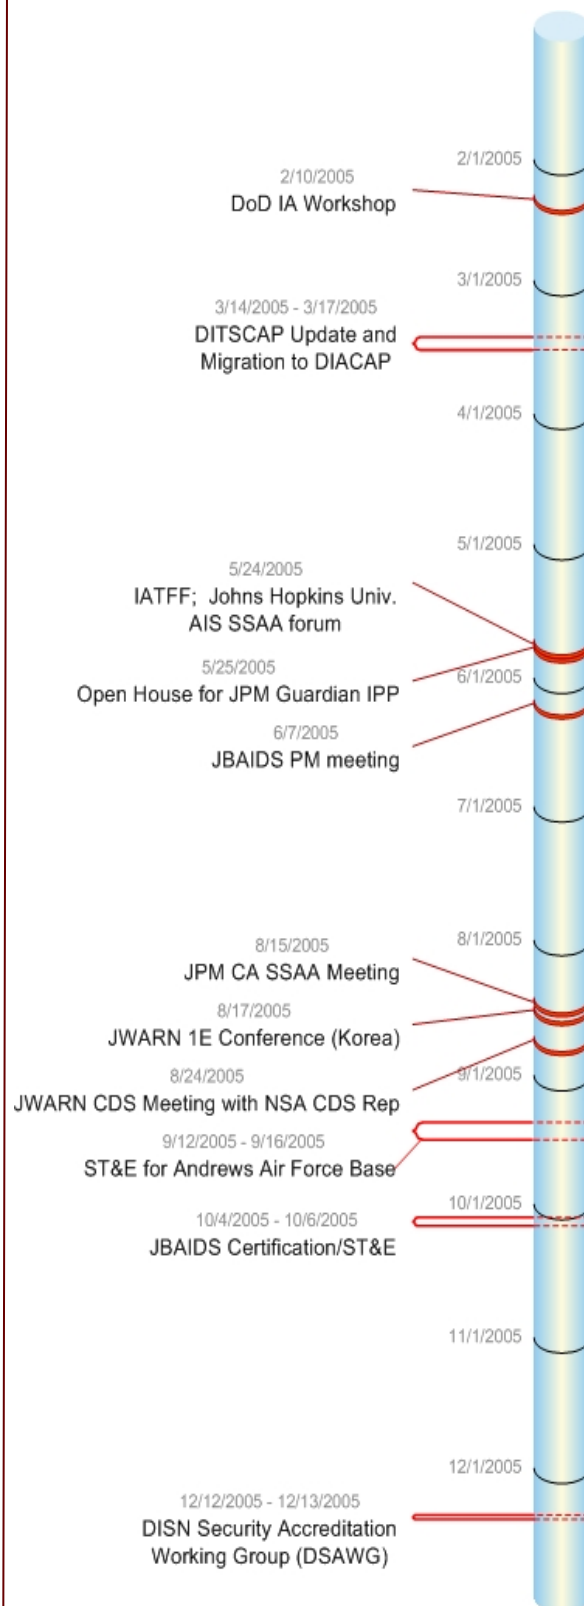 2/1/2005
2/10/2005
DoD IA Workshop
3/1/2005
3/14/2005 - 3/17/2005
DITSCAP Update and
Migration to DIACAP
4/1/2005
5/1/2005
5/24/2005
IATFF;  Johns Hopkins Univ.
AIS SSAA forum
5/25/2005
6/1/2005
Open House for JPM Guardian IPP
6/7/2005
JBAIDS PM meeting
7/1/2005
8/1/2005
8/15/2005
JPM CA SSAA Meeting
8/17/2005
JWARN 1E Conference (Korea)
8/24/2005
9/1/2005
JWARN CDS Meeting with NSA CDS Rep
9/12/2005 - 9/16/2005
ST&E for Andrews Air Force Base
10/1/2005
10/4/2005 - 10/6/2005
JBAIDS Certification/ST&E
11/1/2005
12/1/2005
12/12/2005 - 12/13/2005
DISN Security Accreditation
Working Group (DSAWG)